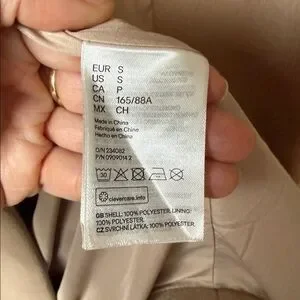 EUR S
US S
CA P
CN 165/88A
MX CH
Made in China
Fabriqué en Chine
Hecho en China
O/N 234082
P/N 0909014 2
30
clevercare.info
GB SHELL: 100% POLYESTER. LINING:
100% POLYESTER.
CZ SVRCHNÍ LÁTKA: 100% POLYESTER.